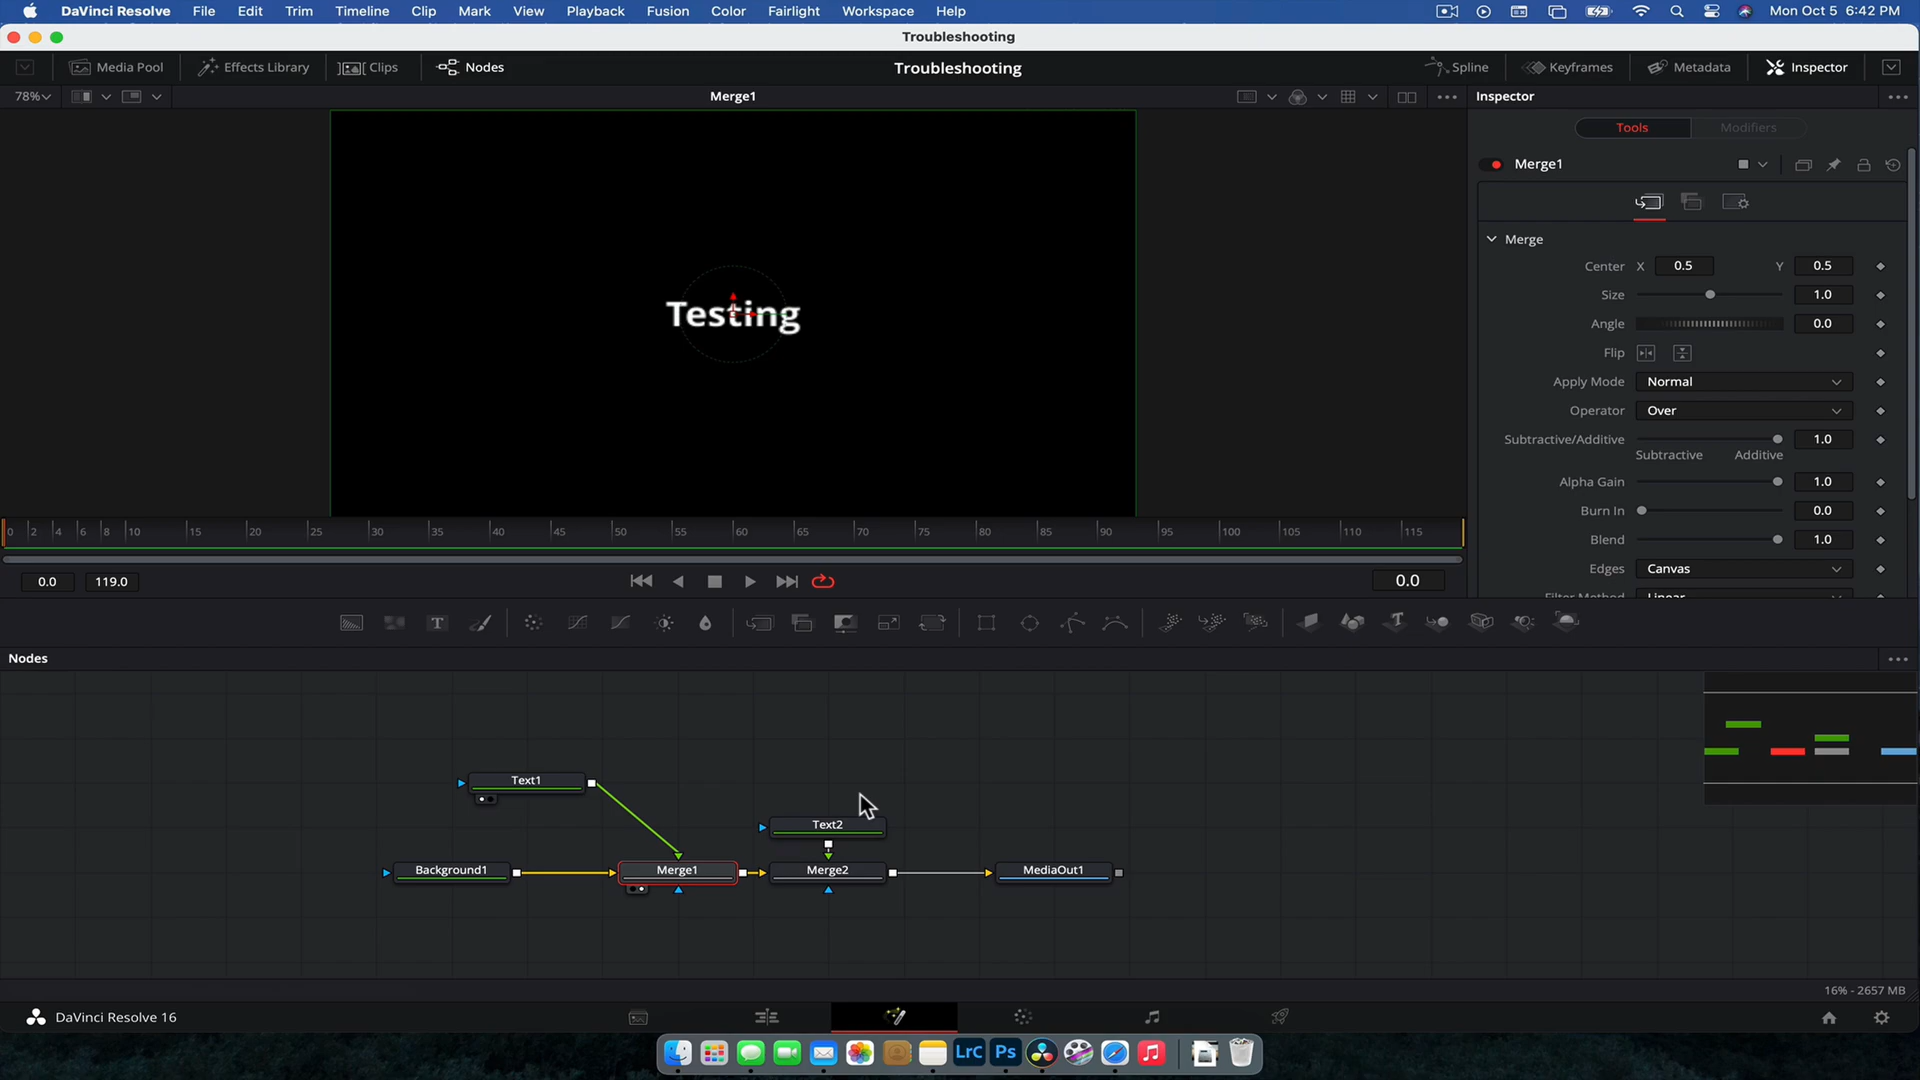 DaVinci Resolve File Edit Trim Timeline Clip Mark View Playback Fusion Color Fairlight Workspace Help Mon Oct 5 6:42 PM
Troubleshooting
Media Pool Effects Library Clips Nodes Troubleshooting Spline Keyframes Metadata Inspector
78% Merge1 Inspector
Tools Modifiers
Merge1
Merge
Center X 0.5 Y 0.5
Size 1.0
Angle 0.0
Flip
Apply Mode Normal
Operator Over
Subtractive/Additive 1.0
Subtractive Additive
Alpha Gain 1.0
Burn In 0.0
Blend 1.0
Edges Canvas
Filter Method Linear
Testing
0 2 4 6 8 10 15 20 25 30 35 40 45 50 55 60 65 70 75 80 85 90 95 100 105 110 115
0.0 119.0 0.0
T T
Nodes
Text1
Text2
Background1 Merge1 Merge2 MediaOut1
16% - 2657 MB
DaVinci Resolve 16
LrC Ps